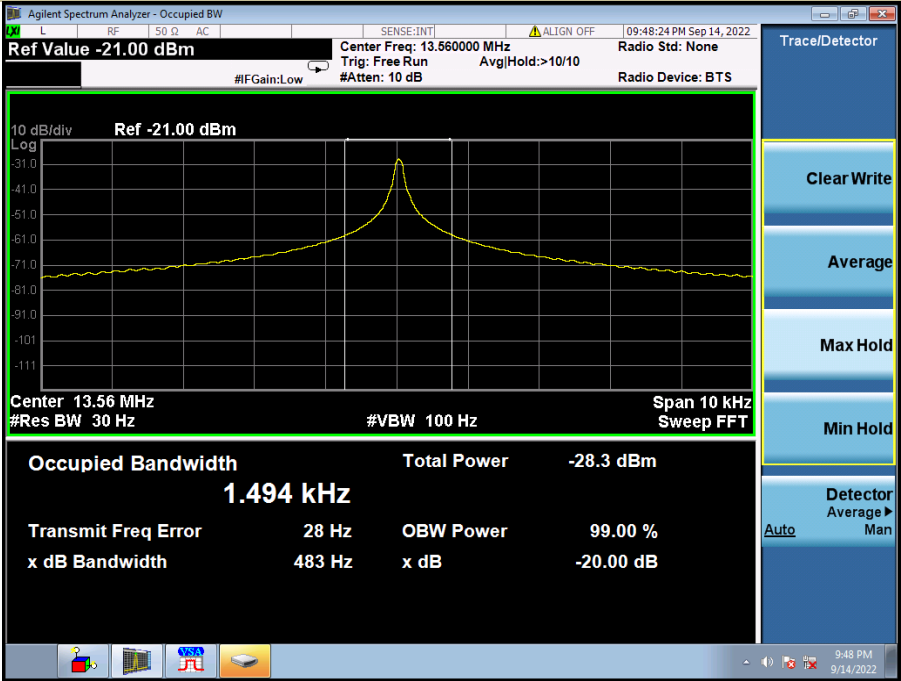 Agilent Spectrum Analyzer - Occupied BW
LXI L RF 50 Ω AC SENSE:INT ALIGN OFF 09:48:24 PM Sep 14, 2022
Ref Value -21.00 dBm
Center Freq: 13.560000 MHz
Radio Std: None
Trig: Free Run Avg|Hold:>10/10
#IFGain:Low
#Atten: 10 dB
Radio Device: BTS
10 dB/div Ref -21.00 dBm
Log
-31.0
-41.0
-51.0
-61.0
-71.0
-81.0
-91.0
-101
-111
Center 13.56 MHz
Span 10 kHz
#Res BW 30 Hz
#VBW 100 Hz
Sweep FFT
Occupied Bandwidth
Total Power -28.3 dBm
1.494 kHz
Transmit Freq Error 28 Hz
OBW Power 99.00 %
x dB Bandwidth 483 Hz
x dB -20.00 dB
Trace/Detector
Clear Write
Average
Max Hold
Min Hold
Detector
Average
Auto Man
?
VSA
9:48 PM
9/14/2022